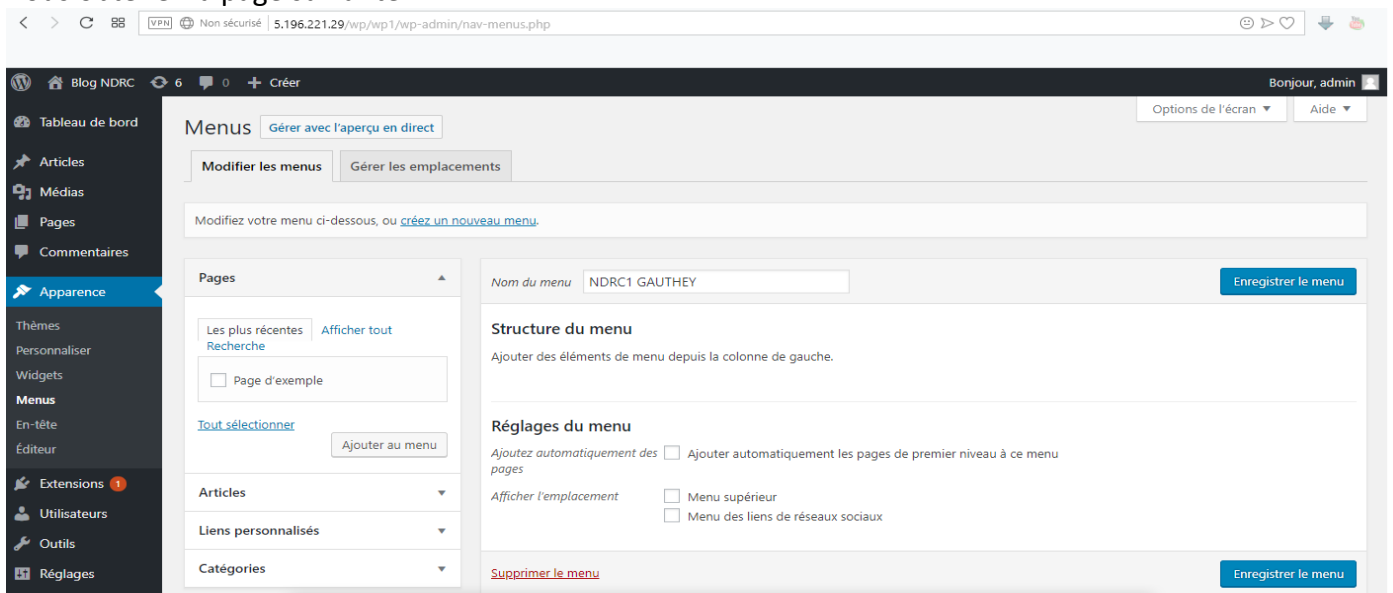 VPN Non sécurisé 5.196.221.29/wp/wp1/wp-admin/nav-menus.php
Blog NDRC 6 0 Créer Bonjour, admin
Options de l'écran Aide
Tableau de bord
Articles
Médias
Pages
Commentaires
Apparence
Thèmes
Personnaliser
Widgets
Menus
En-tête
Éditeur
Extensions 1
Utilisateurs
Outils
Réglages
Menus Gérer avec l'aperçu en direct
Modifier les menus Gérer les emplacements
Modifiez votre menu ci-dessous, ou créez un nouveau menu.
Pages
Les plus récentes Afficher tout
Recherche
Page d'exemple
Tout sélectionner
Ajouter au menu
Articles
Liens personnalisés
Catégories
Nom du menu NDRC1 GAUTHEY Enregistrer le menu
Structure du menu
Ajouter des éléments de menu depuis la colonne de gauche.
Réglages du menu
Ajoutez automatiquement des pages
Ajouter automatiquement les pages de premier niveau à ce menu
Afficher l'emplacement
Menu supérieur
Menu des liens de réseaux sociaux
Supprimer le menu Enregistrer le menu